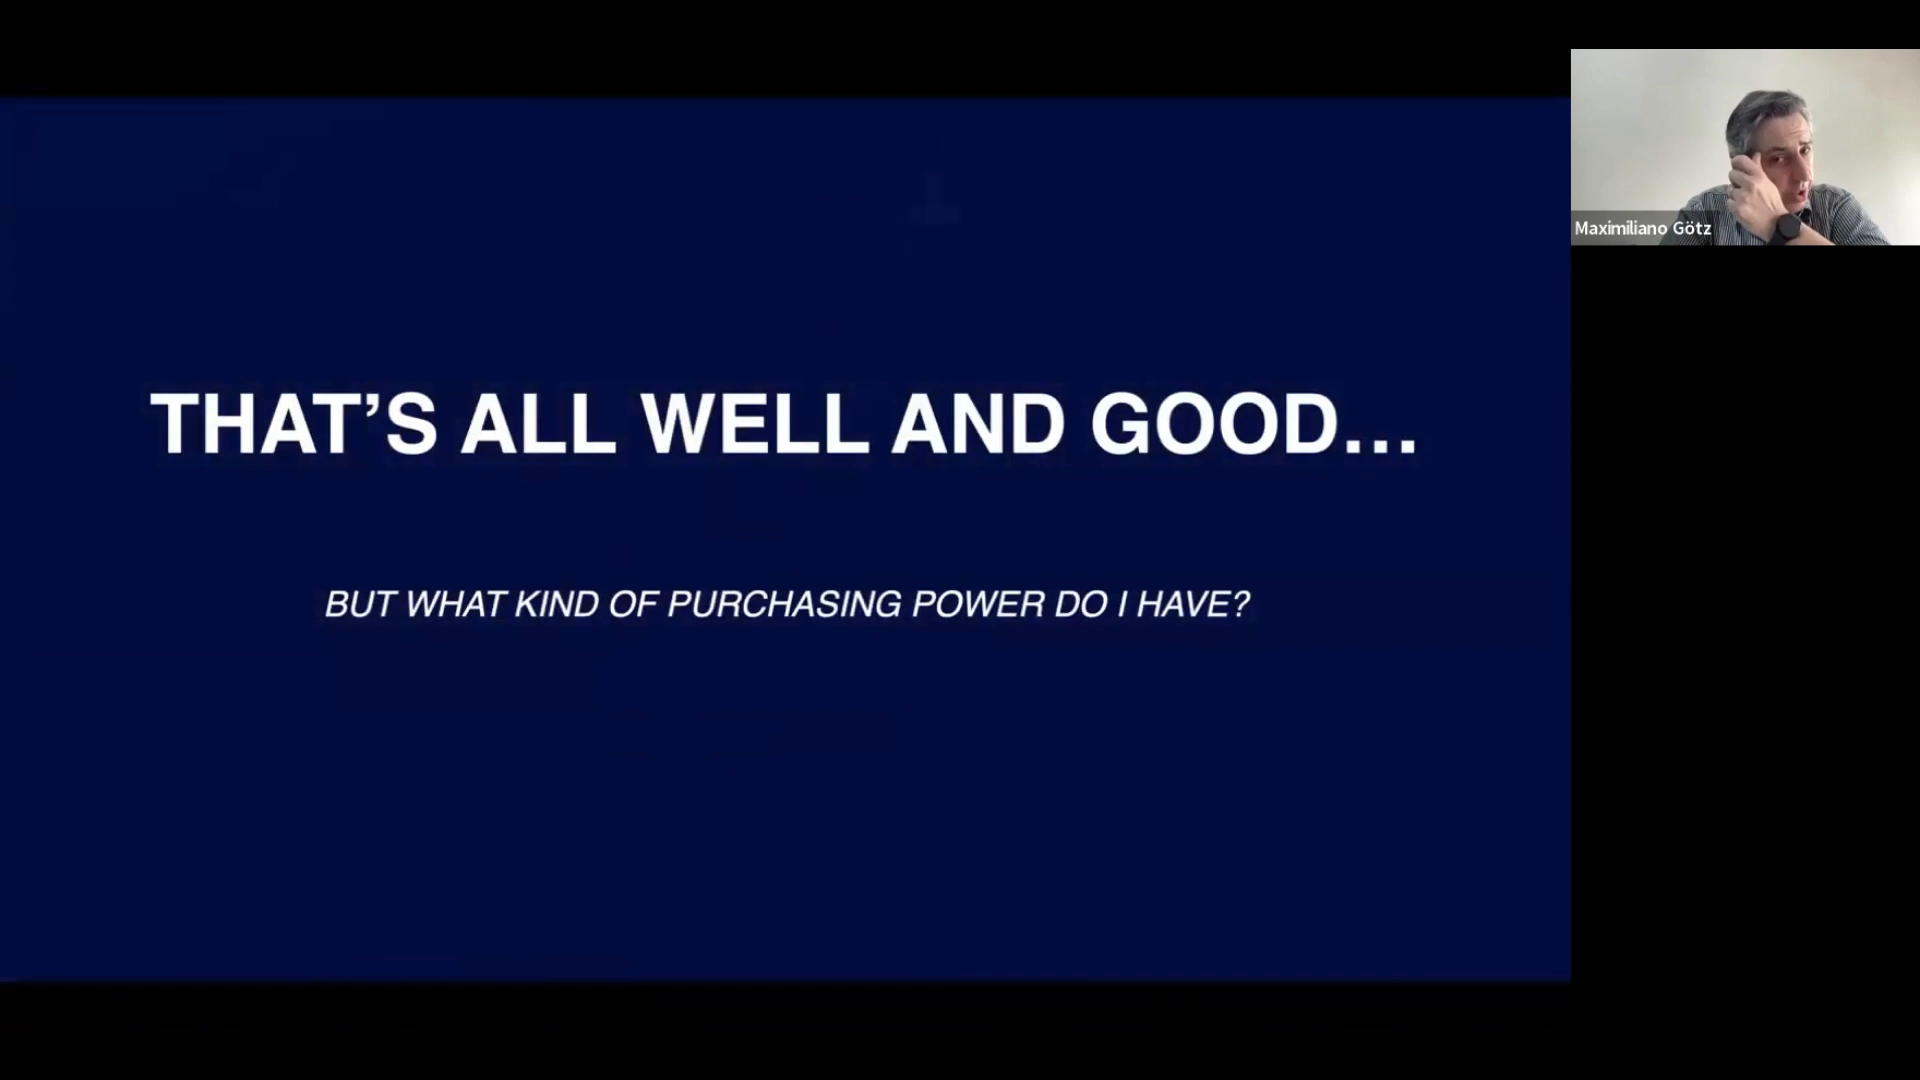 THAT’S ALL WELL AND GOOD…
BUT WHAT KIND OF PURCHASING POWER DO I HAVE?
Maximiliano Götz